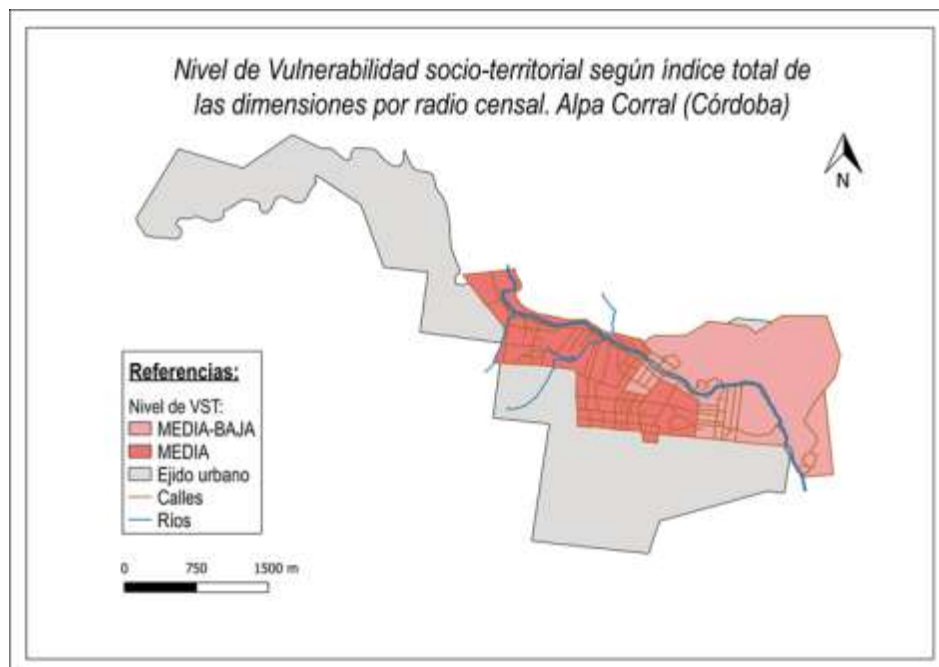 Nivel de Vulnerabilidad socio-territorial según índice total de
las dimensiones por radio censal. Alpa Corral (Córdoba)
N
Referencias:
Nivel de VST:
MEDIA-BAJA
MEDIA
Ejido urbano
Calles
Ríos
0 750 1500 m